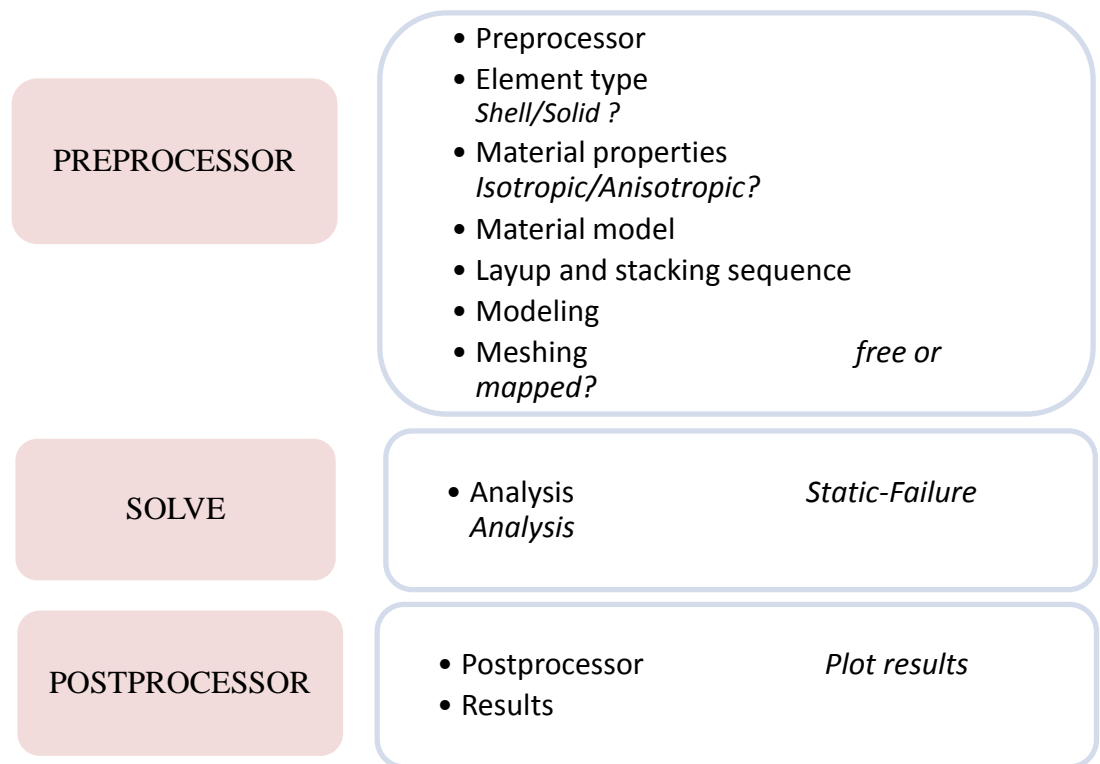 PREPROCESSOR
• Preprocessor
• Element type
Shell/Solid ?
• Material properties
Isotropic/Anisotropic?
• Material model
• Layup and stacking sequence
• Modeling
• Meshing free or
mapped?
SOLVE
• Analysis Static-Failure
Analysis
POSTPROCESSOR
• Postprocessor Plot results
• Results